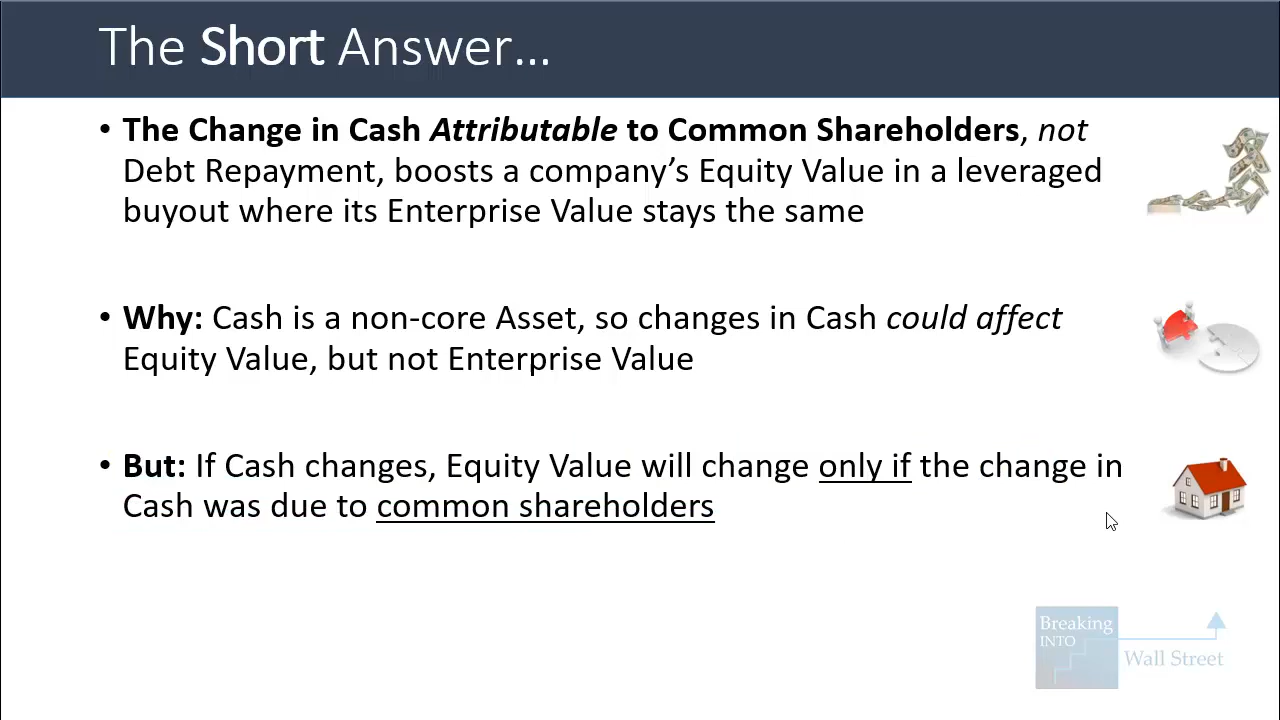 The Short Answer...
• The Change in Cash Attributable to Common Shareholders, not
Debt Repayment, boosts a company’s Equity Value in a leveraged
buyout where its Enterprise Value stays the same
• Why: Cash is a non-core Asset, so changes in Cash could affect
Equity Value, but not Enterprise Value
• But: If Cash changes, Equity Value will change only if the change in
Cash was due to common shareholders
Breaking
INTO
Wall Street